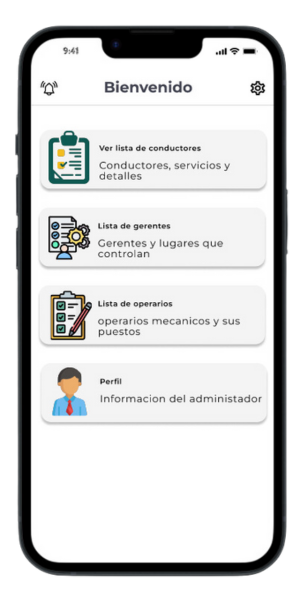 9:41
Bienvenido
Ver lista de conductores
Conductores, servicios y
detalles
Lista de gerentes
Gerentes y lugares que
controlan
Lista de operarios
operarios mecanicos y sus
puestos
Perfil
Informacion del administador